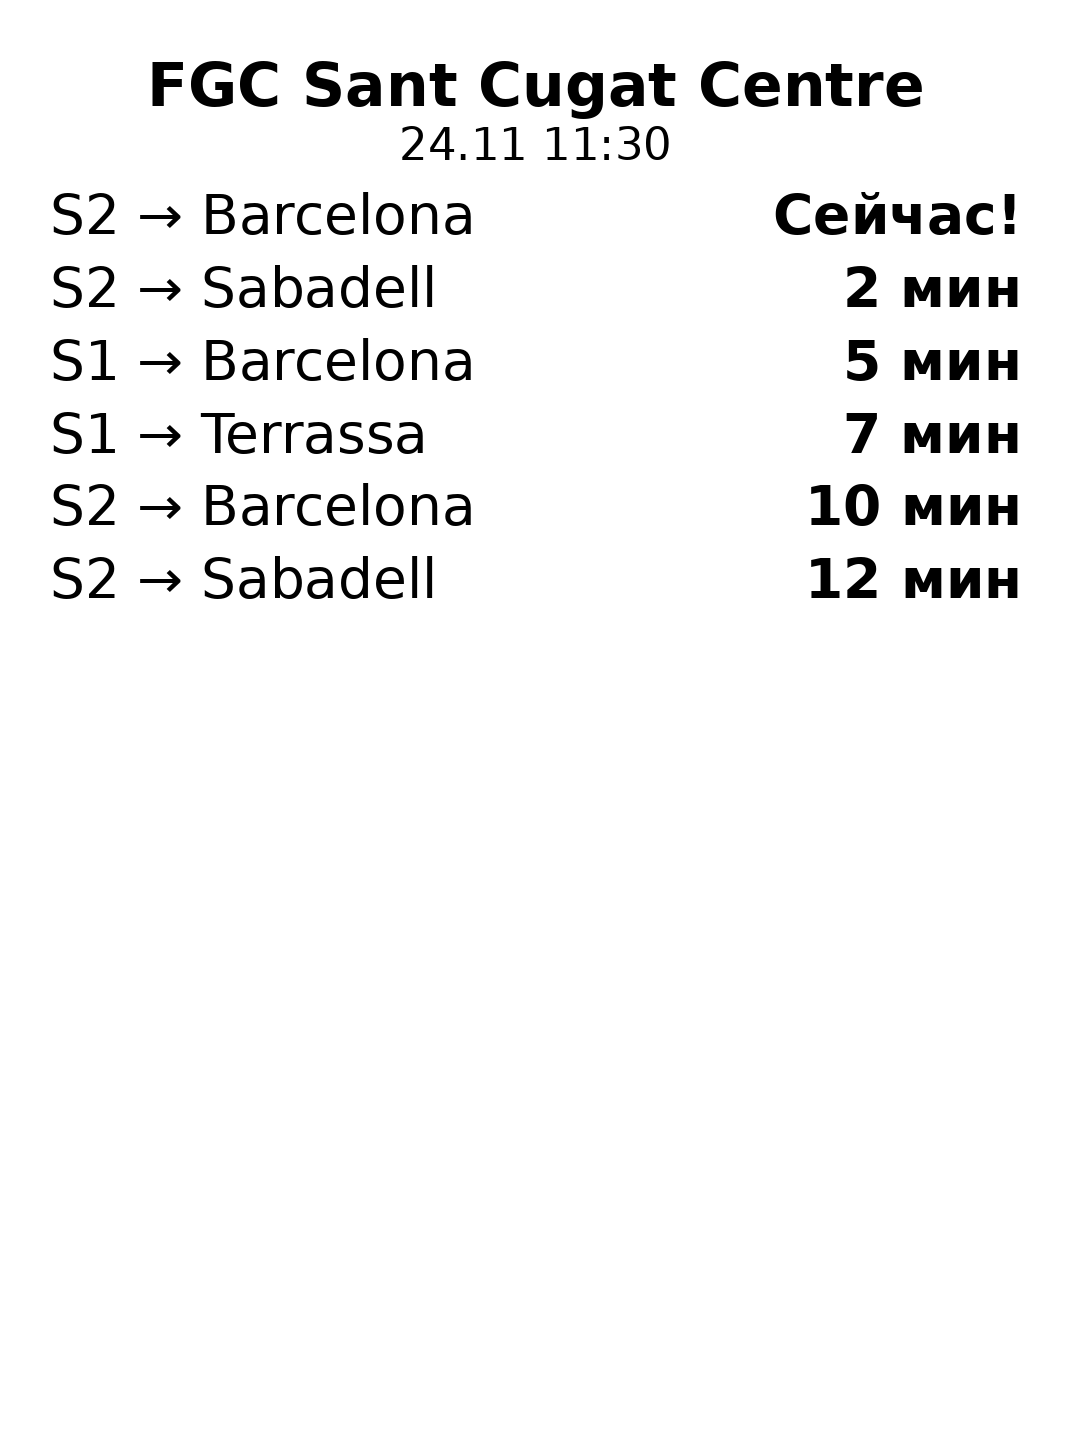 FGC Sant Cugat Centre
24.11 11:30
S2 → Barcelona Сейчас!
S2 → Sabadell 2 мин
S1 → Barcelona 5 мин
S1 → Terrassa 7 мин
S2 → Barcelona 10 мин
S2 → Sabadell 12 мин